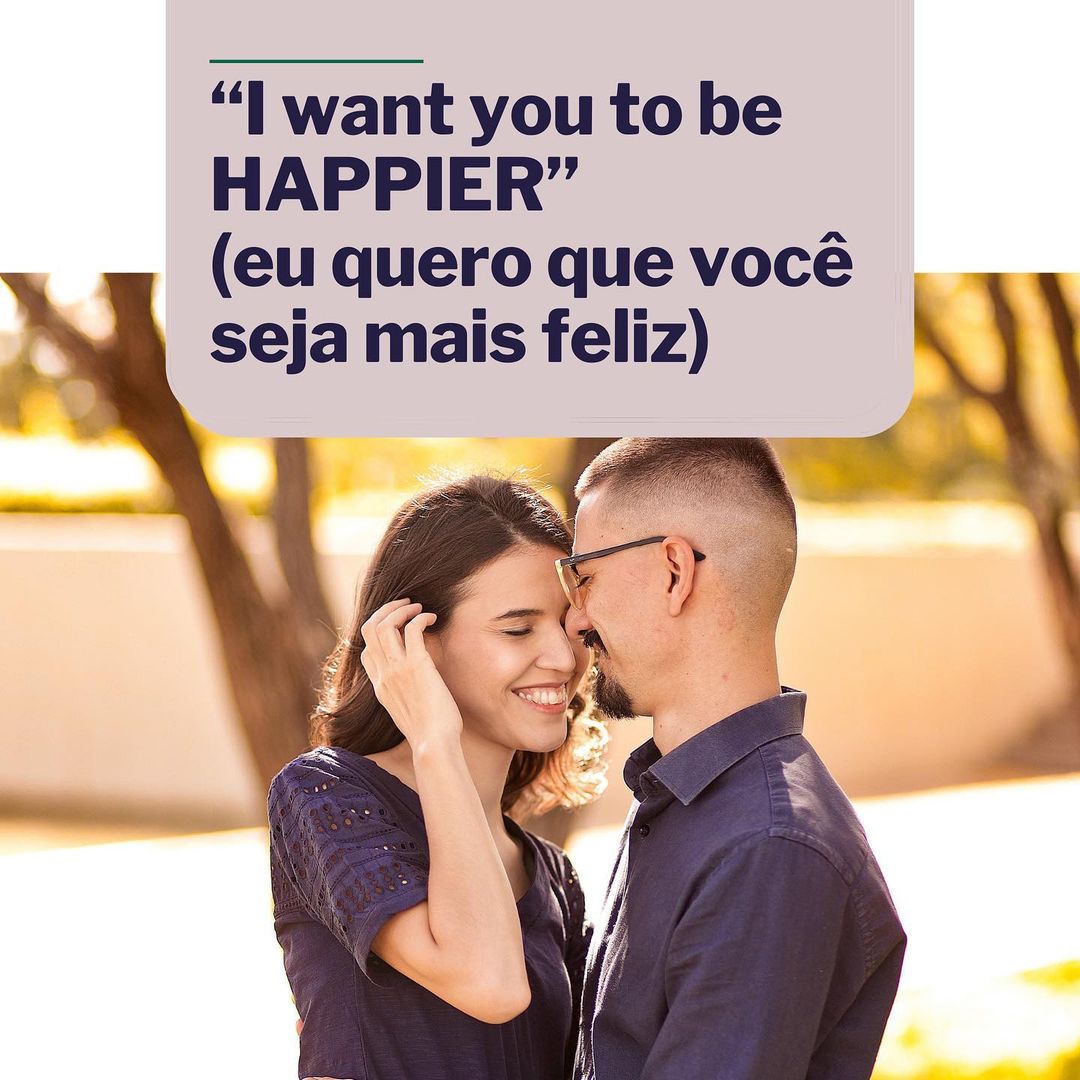 “I want you to be
HAPPIER”
(eu quero que você
seja mais feliz)